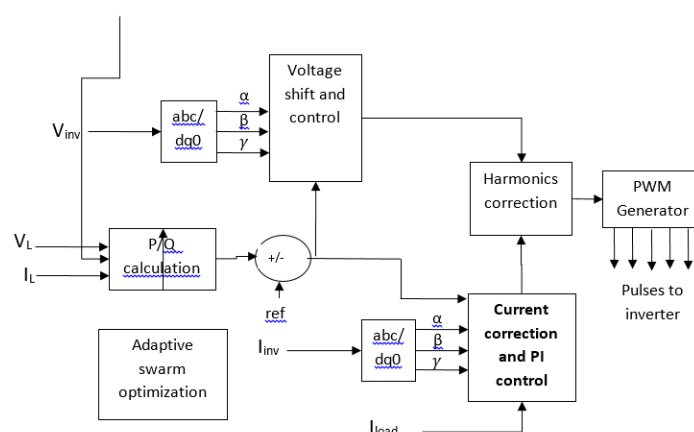 Voltage
shift and
control
α
β
γ
abc/
dq0
Vinv
Harmonics
correction
PWM
Generator
Pulses to
inverter
VL
IL
P/Q
calculation
+/-
ref
Current
correction
and PI
control
α
β
γ
abc/
dq0
Iinv
Adaptive
swarm
optimization
Iload